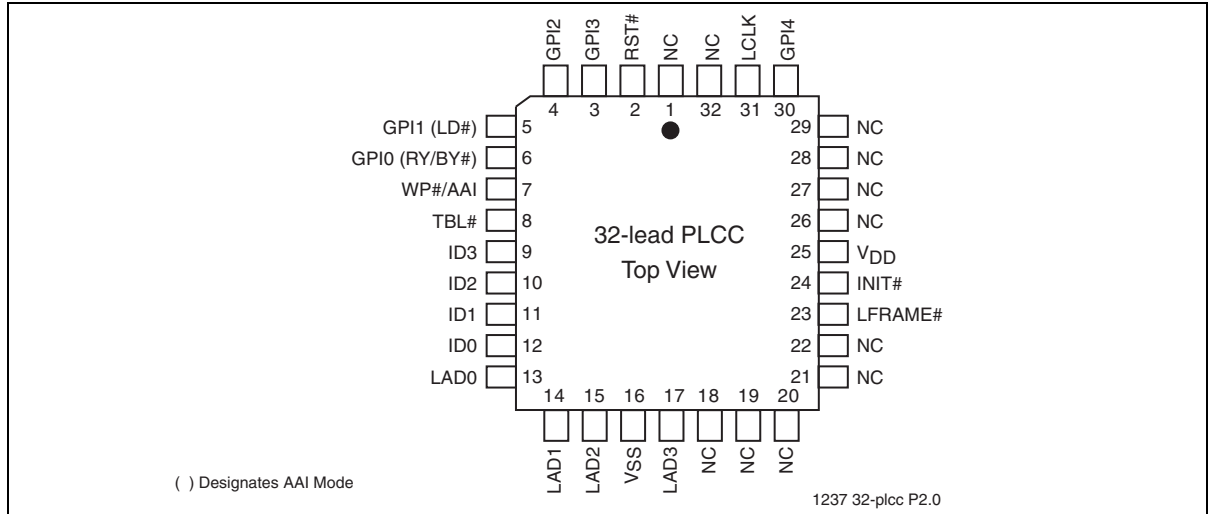 GPI2 GPI3 RST# NC NC LCLK GPI4
4 3 2 1 32 31 30
GPI1 (LD#) 5 29 NC
GPI0 (RY/BY#) 6 28 NC
WP#/AAI 7 27 NC
TBL# 8 26 NC
ID3 9 25 VDD
ID2 10 24 INIT#
ID1 11 23 LFRAME#
ID0 12 22 NC
LAD0 13 21 NC
32-lead PLCC
Top View
14 15 16 17 18 19 20
LAD1 LAD2 VSS LAD3 NC NC NC
( ) Designates AAI Mode
1237 32-plcc P2.0